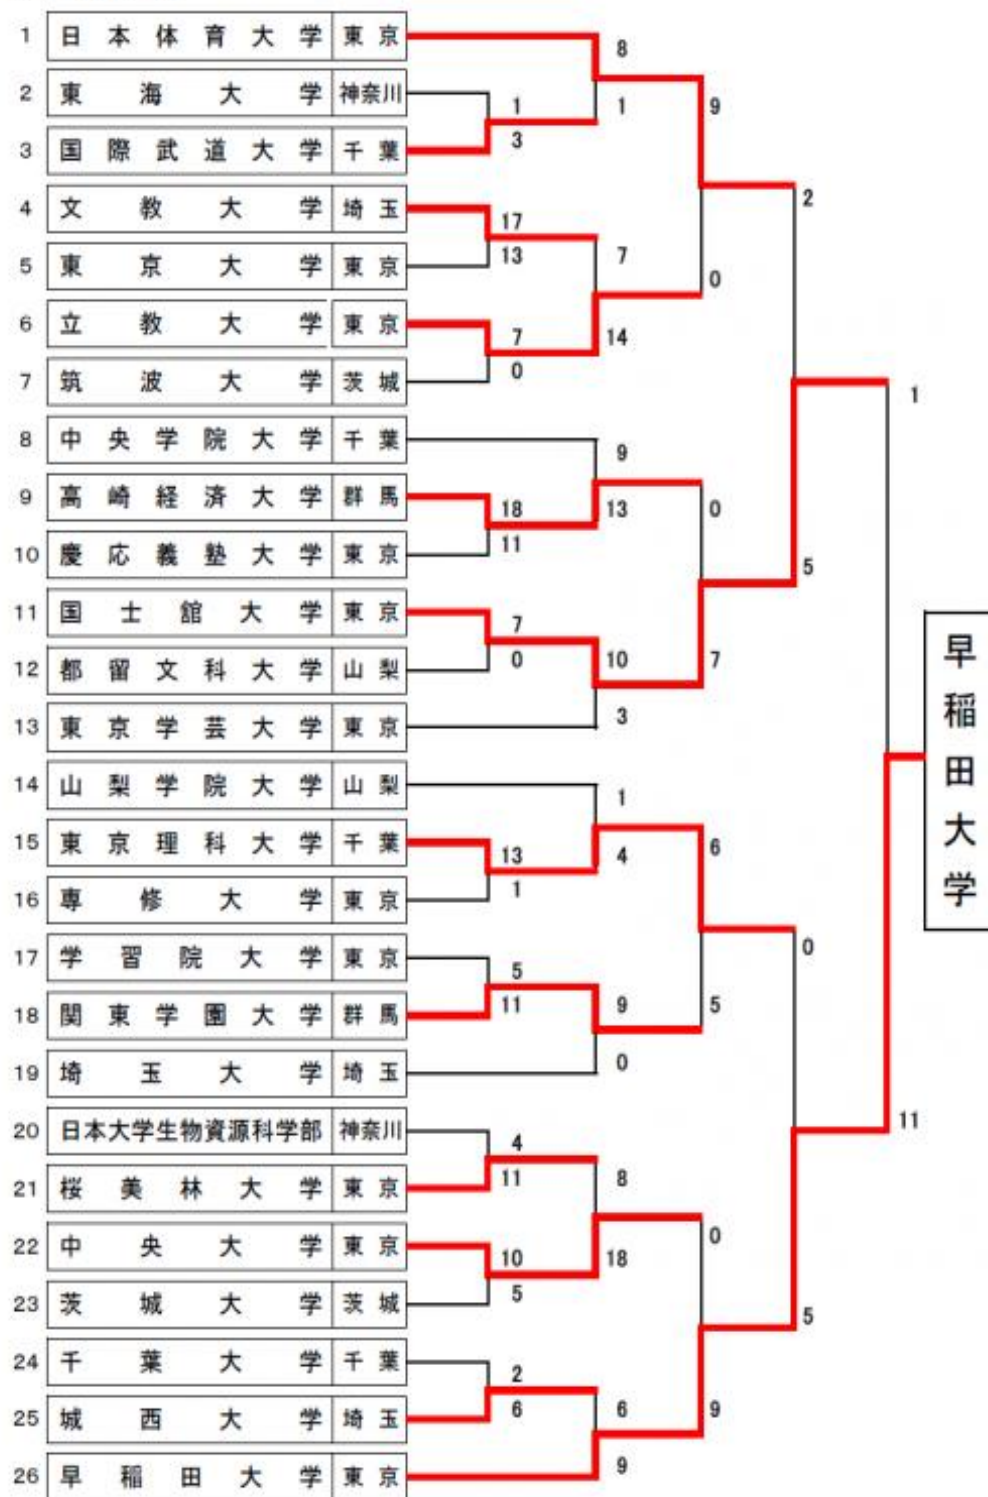 1 日本体育大学 東京
2 東海大学 神奈川
3 国際武道大学 千葉
4 文教大学 埼玉
5 東京大学 東京
6 立教大学 東京
7 筑波大学 茨城
8 中央学院大学 千葉
9 高崎経済大学 群馬
10 慶応義塾大学 東京
11 国士舘大学 東京
12 都留文科大学 山梨
13 東京学芸大学 東京
14 山梨学院大学 山梨
15 東京理科大学 千葉
16 専修大学 東京
17 学習院大学 東京
18 関東学園大学 群馬
19 埼玉大学 埼玉
20 日本大学生物資源科学部 神奈川
21 桜美林大学 東京
22 中央大学 東京
23 茨城大学 茨城
24 千葉大学 千葉
25 城西大学 埼玉
26 早稲田大学 東京
1
3
17
13
7
0
18
11
7
0
13
1
5
11
4
11
10
5
2
6
8
1
7
14
9
13
10
3
1
4
9
0
8
18
6
9
9
0
0
7
6
5
0
9
2
5
0
5
1
11
早稲田大学